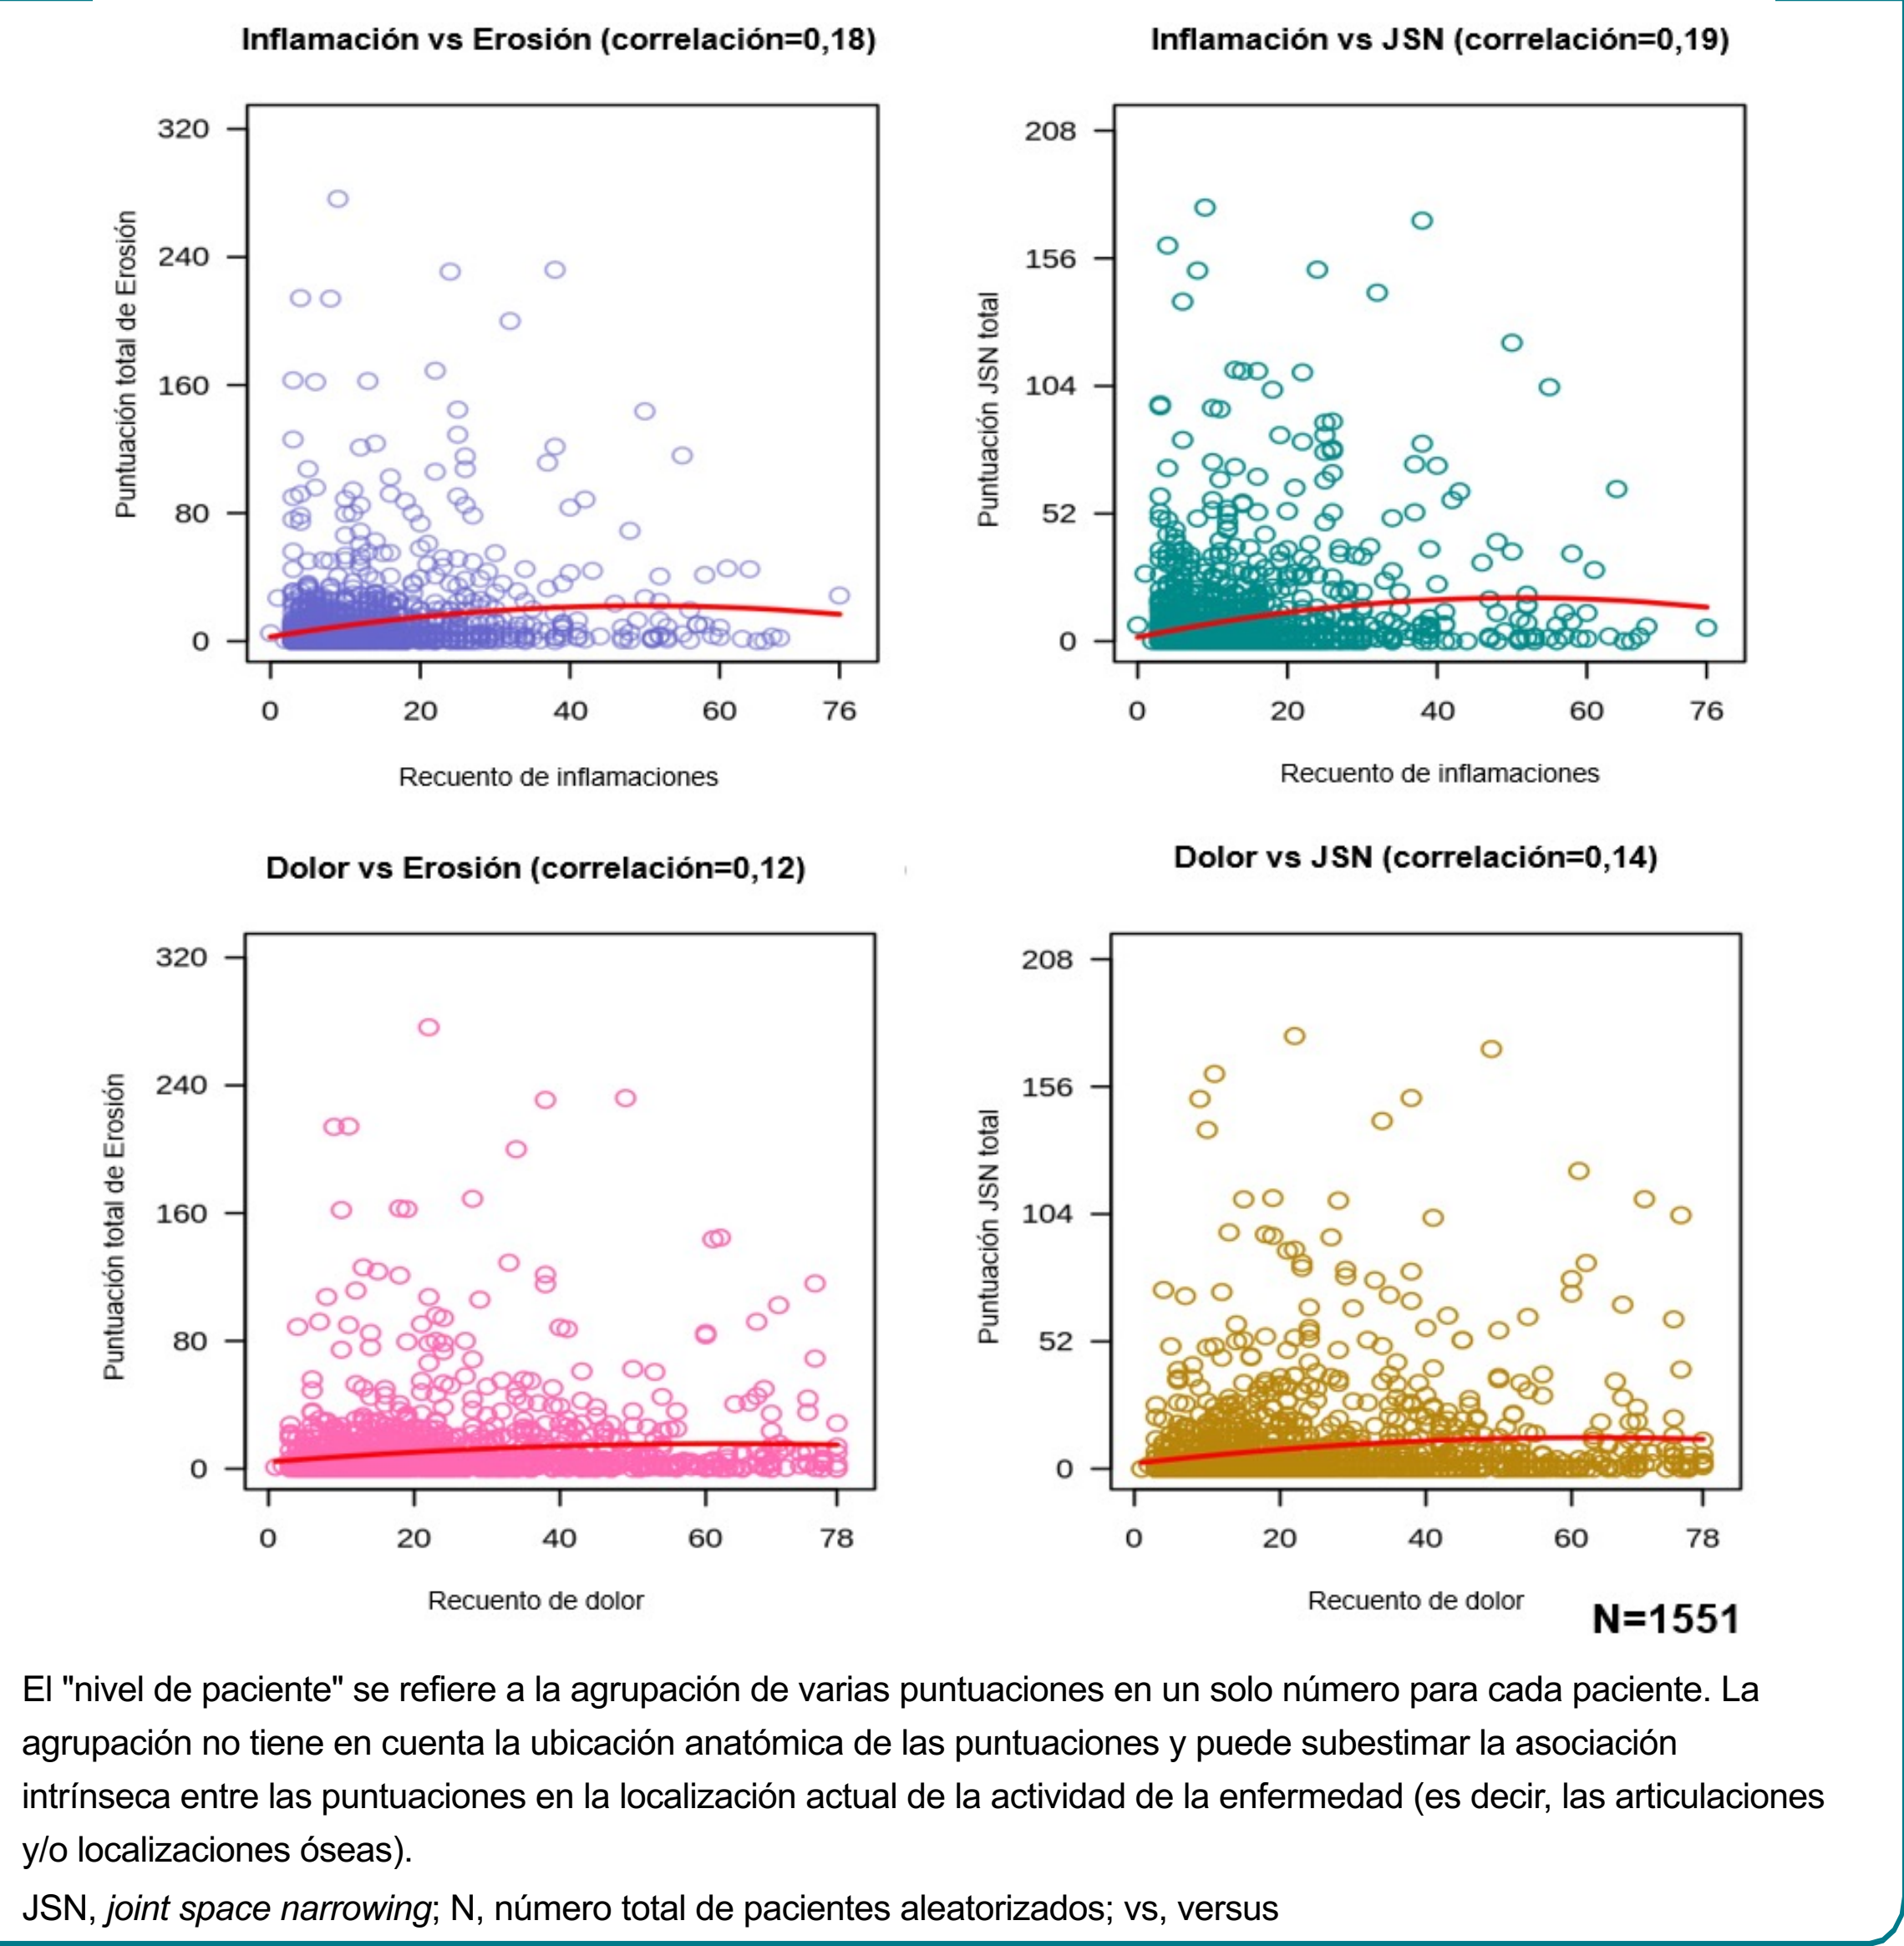 Inflamación vs Erosión (correlación=0,18)
Puntuación total de Erosión
320
240
160
80
0
0 20 40 60 76
Recuento de inflamaciones
Inflamación vs JSN (correlación=0,19)
Puntuación JSN total
208
156
104
52
0
0 20 40 60 76
Recuento de inflamaciones
Dolor vs Erosión (correlación=0,12)
Puntuación total de Erosión
320
240
160
80
0
0 20 40 60 78
Recuento de dolor
Dolor vs JSN (correlación=0,14)
Puntuación JSN total
208
156
104
52
0
0 20 40 60 78
Recuento de dolor
N=1551
El "nivel de paciente" se refiere a la agrupación de varias puntuaciones en un solo número para cada paciente. La
agrupación no tiene en cuenta la ubicación anatómica de las puntuaciones y puede subestimar la asociación
intrínseca entre las puntuaciones en la localización actual de la actividad de la enfermedad (es decir, las articulaciones
y/o localizaciones óseas).
JSN, joint space narrowing; N, número total de pacientes aleatorizados; vs, versus